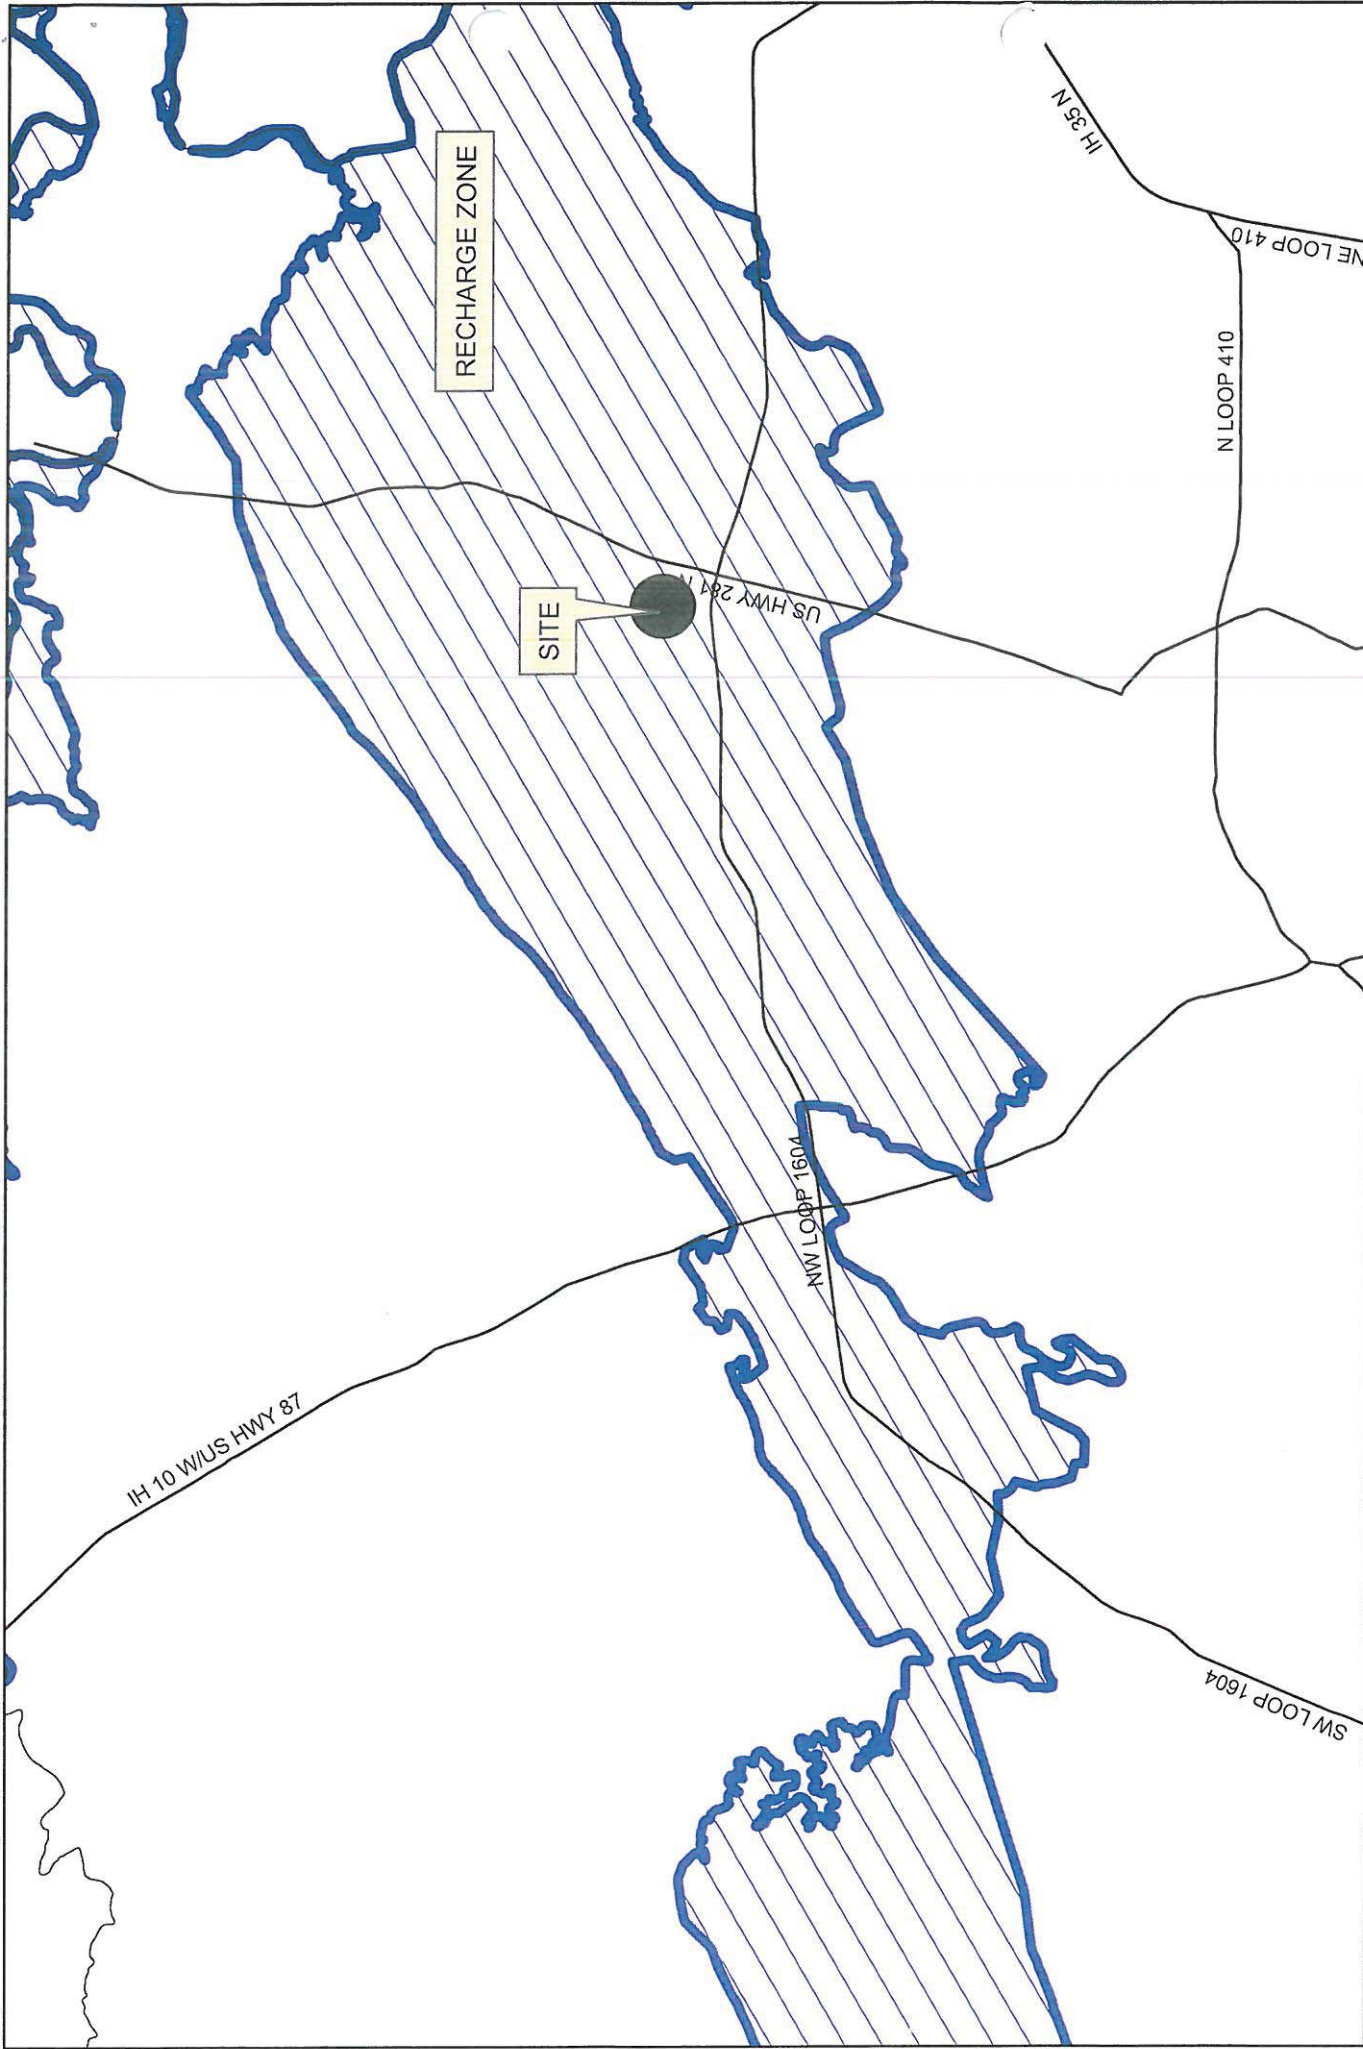 IH 10 W/US HWY 87
NW LOOP 1604
SW LOOP 1604
SITE
US HWY 281 N
RECHARGE ZONE
IH 35 N
NE LOOP 410
N LOOP 410